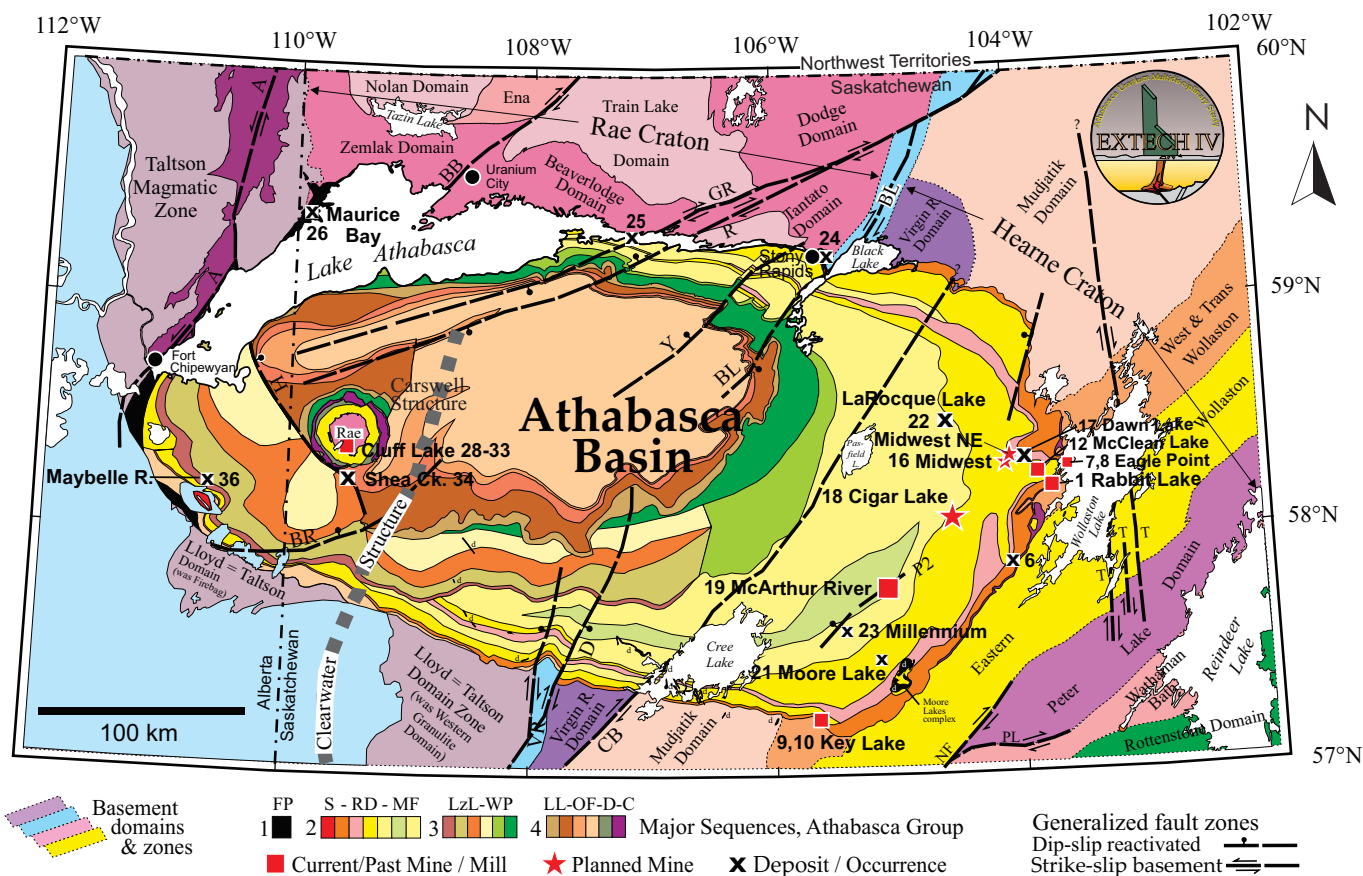 112°W
110°W
108°W
106°W
104°W
102°W
60°N
Northwest Territories
Saskatchewan
Nolan Domain
Tazin Lake
Ena
Train Lake
Domain
Rae Craton
Dodge
Domain
Zemlak Domain
Taltson
Magmatic
Zone
A
BB
Uranium
City
Beaverlodge
Domain
GR
R
Tantato
Domain
BL
Virgin R.
Domain
Mudjatik
Domain
?
EXTECH IV
N
Hearne Craton
Maurice
Bay
26
25
24
Lake Athabasca
Stony
Rapids
Black
Lake
59°N
A
Fort
Chipewyan
West & Trans
Wollaston
Wollaston
Y
BL
Carswell
Structure
X
Rae
Cluff Lake 28-33
Shea Ck. 34
Athabasca
Basin
LaRocque Lake
22
Pas-
field
L.
Midwest NE
16 Midwest
17 Dawn Lake
12 McClean Lake
7,8 Eagle Point
1 Rabbit Lake
Maybelle R.
36
18 Cigar Lake
58°N
Wollaston
Lake
BR
Structure
Clearwater
Lloyd = Taltson
Domain
(was Firebag)
6
T
T
T
d
d
d
d
d
d
d
d
d
19 McArthur River
P2
23 Millennium
21 Moore Lake
Moore
Lakes
complex
Cree
Lake
D
Eastern
Lake
Domain
Peter
Reindeer
Lake
Wathaman
Bath.
Alberta
Saskatchewan
Lloyd = Taltson
Domain Zone
(was Western
Granulite
Domain)
VR
Virgin R.
Domain
CB
Mudjatik
Domain
9,10 Key Lake
NF
PL
Rottenstone Domain
57°N
100 km
Basement
domains
& zones
FP
S - RD - MF
LzL-WP
LL-OF-D-C
1
2
3
4
Major Sequences, Athabasca Group
Current/Past Mine / Mill
Planned Mine
x Deposit / Occurrence
Generalized fault zones
Dip-slip reactivated
Strike-slip basement